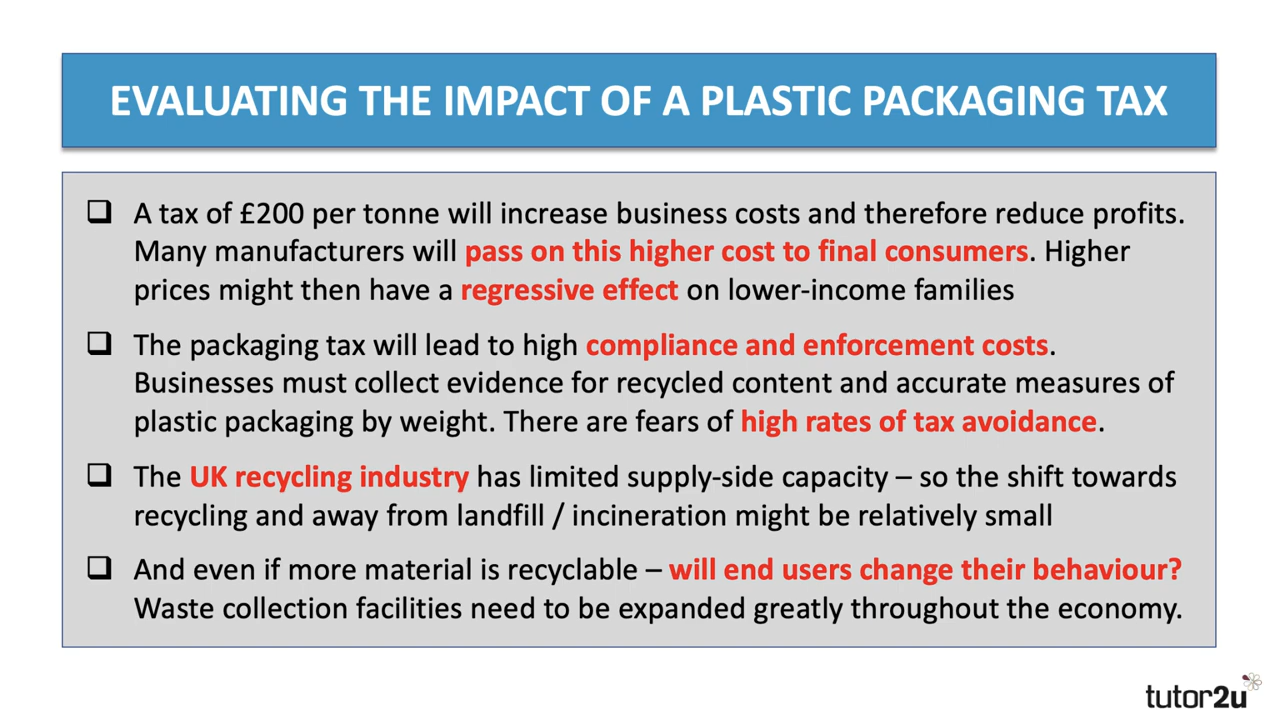 EVALUATING THE IMPACT OF A PLASTIC PACKAGING TAX
A tax of £200 per tonne will increase business costs and therefore reduce profits.
Many manufacturers will pass on this higher cost to final consumers. Higher
prices might then have a regressive effect on lower-income families
The packaging tax will lead to high compliance and enforcement costs.
Businesses must collect evidence for recycled content and accurate measures of
plastic packaging by weight. There are fears of high rates of tax avoidance.
The UK recycling industry has limited supply-side capacity – so the shift towards
recycling and away from landfill / incineration might be relatively small
And even if more material is recyclable – will end users change their behaviour?
Waste collection facilities need to be expanded greatly throughout the economy.
tutor2u